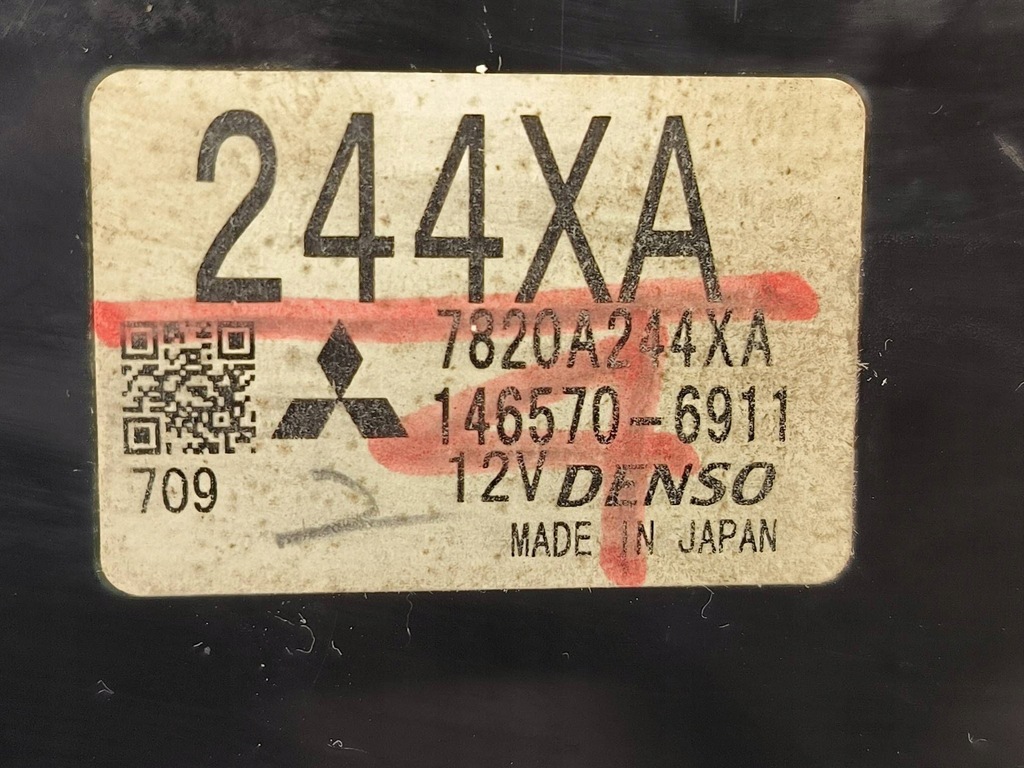 244XA
7820A244XA
146570-6911
709
12V DENSO
MADE IN JAPAN